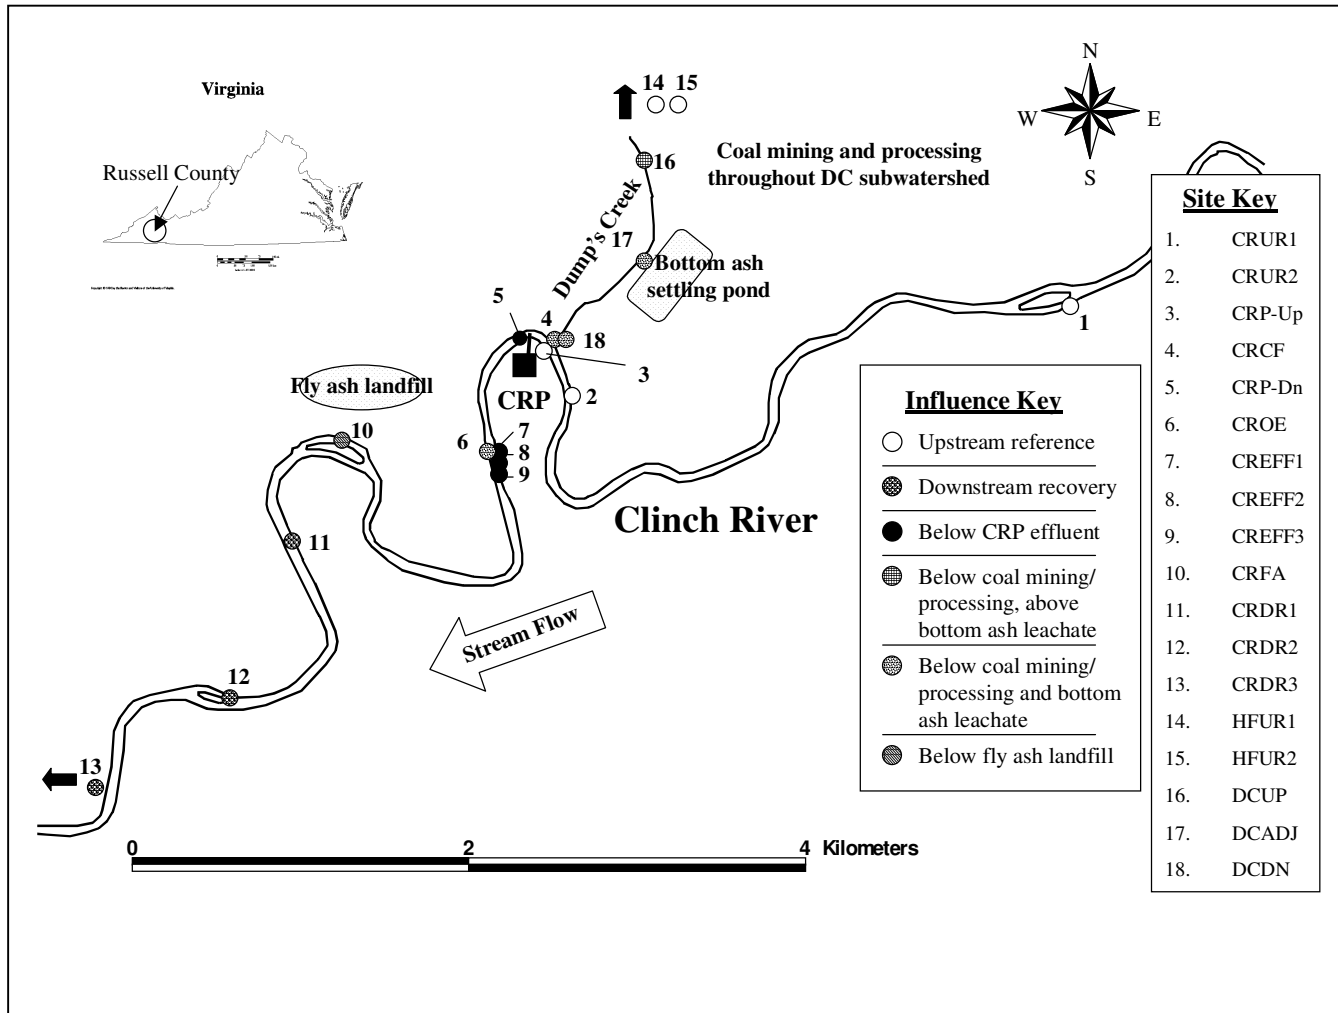 Virginia
Russell County
14 15
N
W E
S
16
Coal mining and processing
throughout DC subwatershed
Dump's Creek
17
Bottom ash
settling pond
5
4
18
3
1
2
CRP
Fly ash landfill
10
6
7
8
9
11
Clinch River
Stream Flow
12
13
0 2 4 Kilometers
Influence Key
Upstream reference
Downstream recovery
Below CRP effluent
Below coal mining/
processing, above
bottom ash leachate
Below coal mining/
processing and bottom
ash leachate
Below fly ash landfill
Site Key
1. CRUR1
2. CRUR2
3. CRP-Up
4. CRCF
5. CRP-Dn
6. CROE
7. CREFF1
8. CREFF2
9. CREFF3
10. CRFA
11. CRDR1
12. CRDR2
13. CRDR3
14. HFUR1
15. HFUR2
16. DCUP
17. DCADJ
18. DCDN